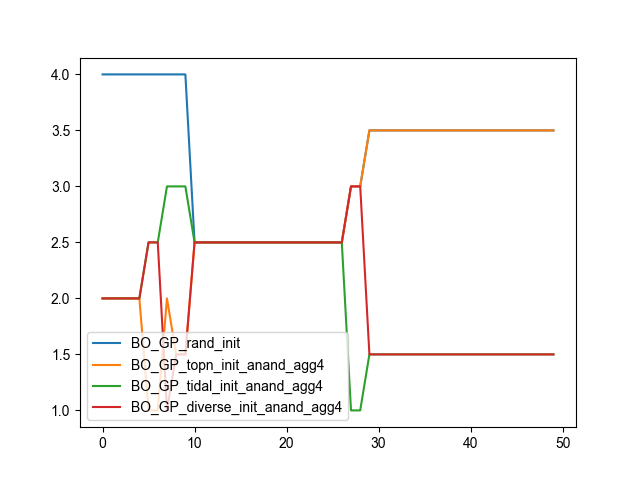 4.0
3.5
3.0
2.5
2.0
1.5
1.0
BO_GP_rand_init
BO_GP_topn_init_anand_agg4
BO_GP_tidal_init_anand_agg4
BO_GP_diverse_init_anand_agg4
0 10 20 30 40 50